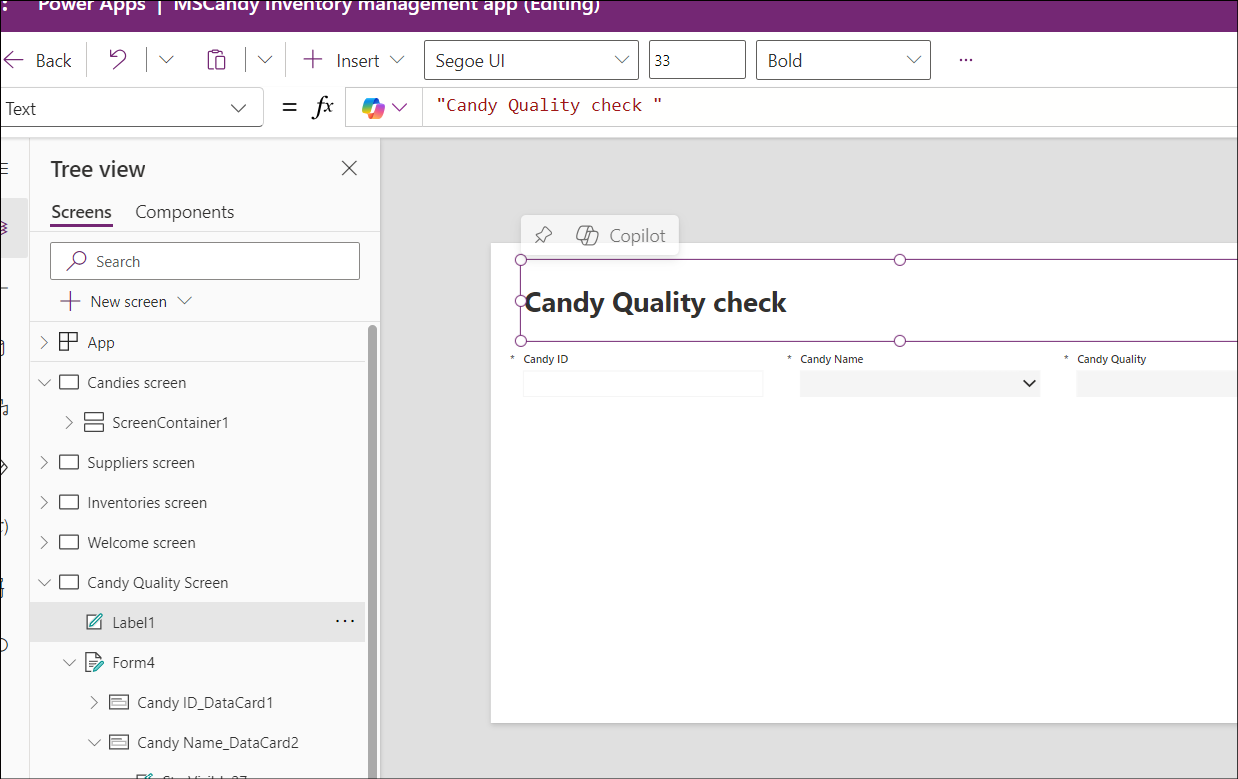 Power Apps | MSCandy Inventory management app (Editing)
Back Insert Segoe UI 33 Bold ...
Text = fx "Candy Quality check "
Tree view
Screens Components
Search
New screen
App
Candies screen
ScreenContainer1
Suppliers screen
Inventories screen
Welcome screen
Candy Quality Screen
Label1 ...
Form4
Candy ID_DataCard1
Candy Name_DataCard2
Copilot
Candy Quality check
* Candy ID * Candy Name * Candy Quality